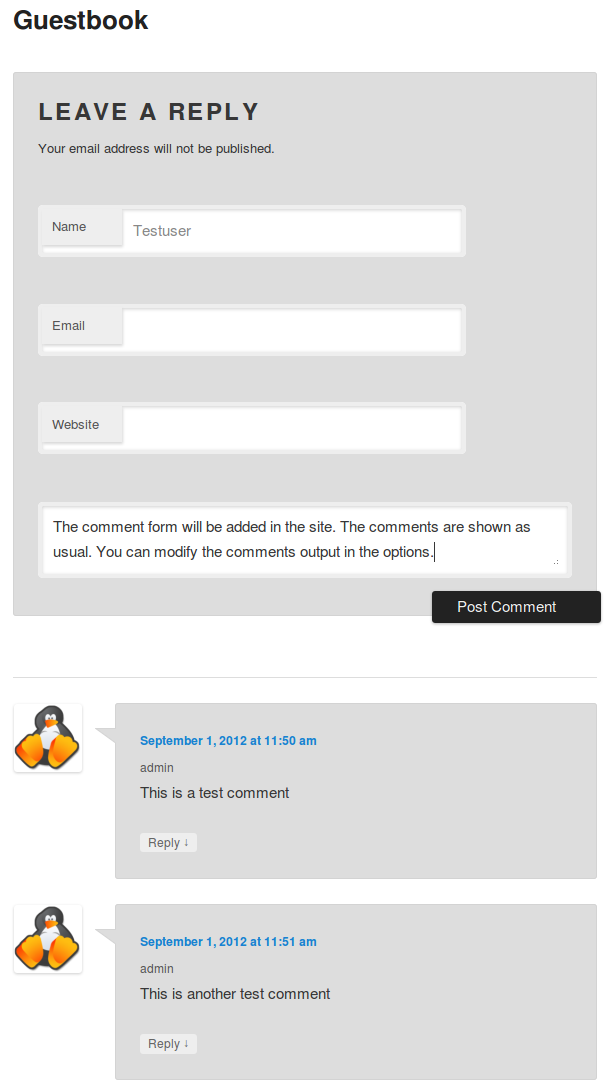 Guestbook
LEAVE A REPLY
Your email address will not be published.
Name
Testuser
Email
Website
The comment form will be added in the site. The comments are shown as
usual. You can modify the comments output in the options.
Post Comment
September 1, 2012 at 11:50 am
admin
This is a test comment
Reply ↓
September 1, 2012 at 11:51 am
admin
This is another test comment
Reply ↓